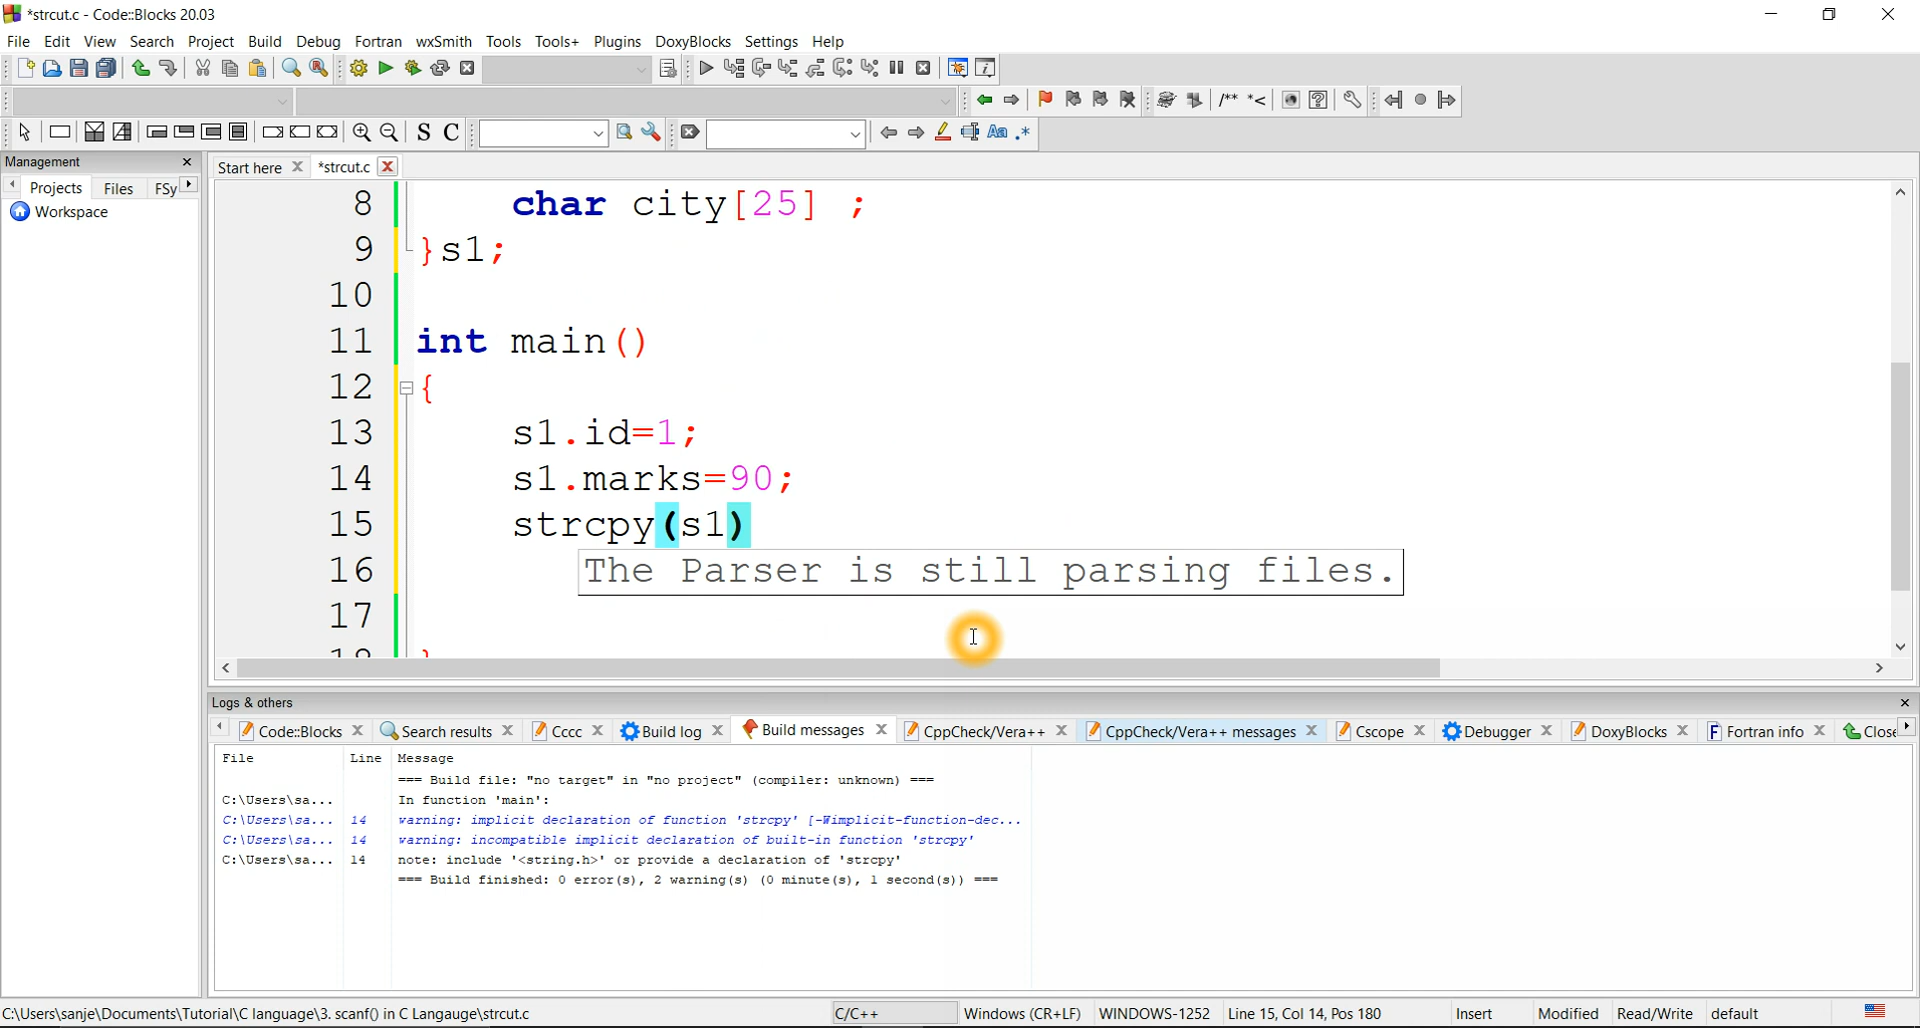 *strcut.c - Code::Blocks 20.03
File Edit View Search Project Build Debug Fortran wxSmith Tools Tools+ Plugins DoxyBlocks Settings Help
/** *<
S C Aa .*
Management
Start here *strcut.c
Projects Files FSy
Workspace
8 char city[25] ;
9 }s1;
10
11 int main()
12 {
13 s1.id=1;
14 s1.marks=90;
15 strcpy(s1)
16
The Parser is still parsing files.
17
Logs & others
Code::Blocks Search results Cccc Build log Build messages CppCheck/Vera++ CppCheck/Vera++ messages Cscope Debugger DoxyBlocks Fortran info Close
File Line Message
=== Build file: "no target" in "no project" (compiler: unknown) ===
C:\Users\sa... In function 'main':
C:\Users\sa... 14 warning: implicit declaration of function 'strcpy' [-Wimplicit-function-dec...
C:\Users\sa... 14 warning: incompatible implicit declaration of built-in function 'strcpy'
C:\Users\sa... 14 note: include '<string.h>' or provide a declaration of 'strcpy'
=== Build finished: 0 error(s), 2 warning(s) (0 minute(s), 1 second(s)) ===
C:\Users\sanje\Documents\Tutorial\C language\3. scanf() in C Langauge\strcut.c C/C++ Windows (CR+LF) WINDOWS-1252 Line 15, Col 14, Pos 180 Insert Modified Read/Write default